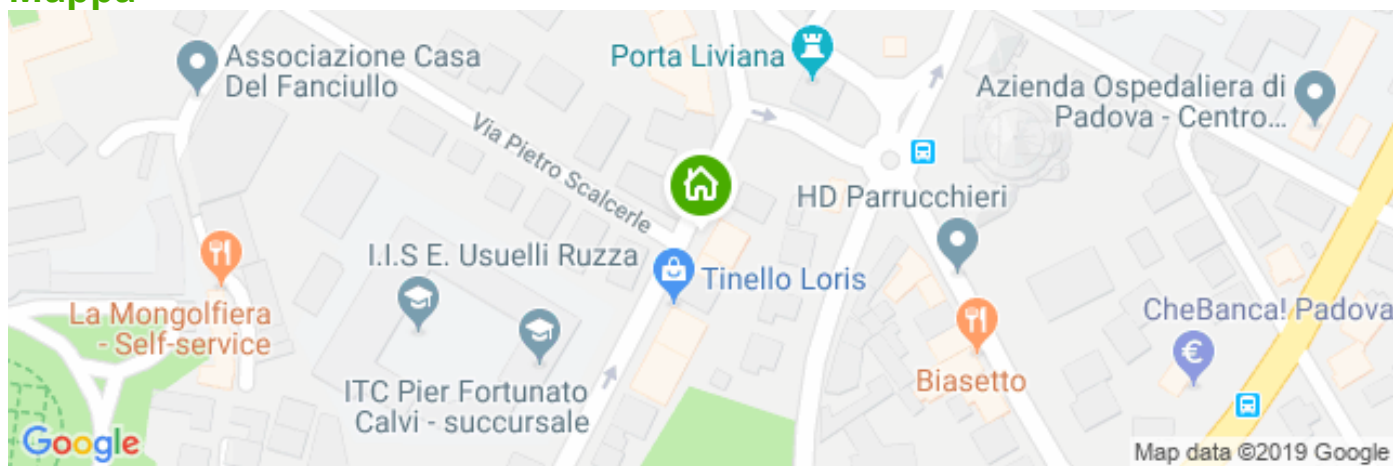 Mappa
Associazione Casa
Del Fanciullo
Porta Liviana
Azienda Ospedaliera di
Padova - Centro...
Via Pietro Scalcerle
HD Parrucchieri
I.I.S E. Usuelli Ruzza
Tinello Loris
La Mongolfiera
- Self-service
CheBanca! Padova
€
ITC Pier Fortunato
Calvi - succursale
Biasetto
Google
Map data ©2019 Google